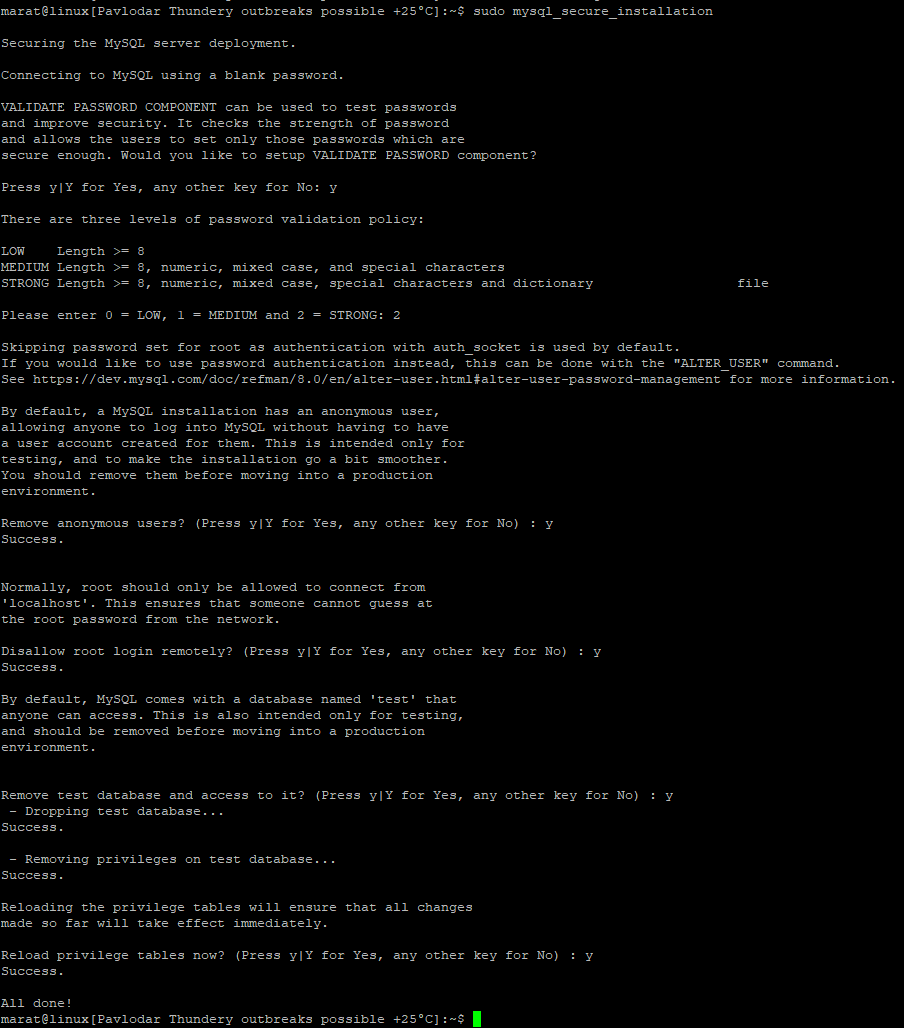 marat@linux[Pavlodar Thundery outbreaks possible +25°C]:~$ sudo mysql_secure_installation
Securing the MySQL server deployment.
Connecting to MySQL using a blank password.
VALIDATE PASSWORD COMPONENT can be used to test passwords
and improve security. It checks the strength of password
and allows the users to set only those passwords which are
secure enough. Would you like to setup VALIDATE PASSWORD component?
Press y|Y for Yes, any other key for No: y
There are three levels of password validation policy:
LOW    Length >= 8
MEDIUM Length >= 8, numeric, mixed case, and special characters
STRONG Length >= 8, numeric, mixed case, special characters and dictionary                  file
Please enter 0 = LOW, 1 = MEDIUM and 2 = STRONG: 2
Skipping password set for root as authentication with auth_socket is used by default.
If you would like to use password authentication instead, this can be done with the "ALTER_USER" command.
See https://dev.mysql.com/doc/refman/8.0/en/alter-user.html#alter-user-password-management for more information.
By default, a MySQL installation has an anonymous user,
allowing anyone to log into MySQL without having to have
a user account created for them. This is intended only for
testing, and to make the installation go a bit smoother.
You should remove them before moving into a production
environment.
Remove anonymous users? (Press y|Y for Yes, any other key for No) : y
Success.
Normally, root should only be allowed to connect from
'localhost'. This ensures that someone cannot guess at
the root password from the network.
Disallow root login remotely? (Press y|Y for Yes, any other key for No) : y
Success.
By default, MySQL comes with a database named 'test' that
anyone can access. This is also intended only for testing,
and should be removed before moving into a production
environment.
Remove test database and access to it? (Press y|Y for Yes, any other key for No) : y
 - Dropping test database...
Success.
 - Removing privileges on test database...
Success.
Reloading the privilege tables will ensure that all changes
made so far will take effect immediately.
Reload privilege tables now? (Press y|Y for Yes, any other key for No) : y
Success.
All done!
marat@linux[Pavlodar Thundery outbreaks possible +25°C]:~$